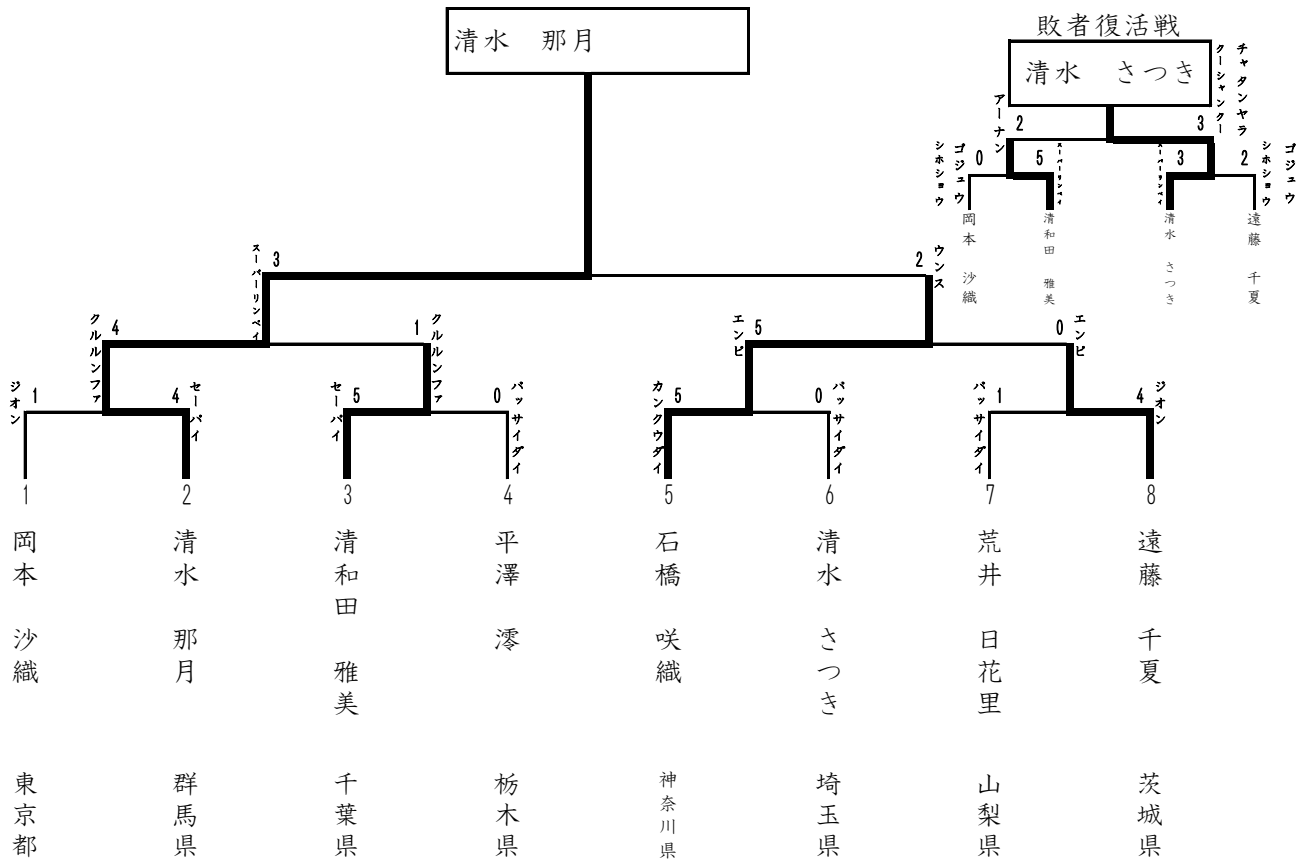 清水　那月
敗者復活戦
清水　さつき
チャタンヤラ
クーシャンクー
アーナン
2
3
ゴジュウ
シホショウ
0
5
スーパーリンペイ
スーパーリンペイ
3
2
ゴジュウ
シホショウ
岡本　沙織
清和田　雅美
清水　さつき
遠藤　千夏
スーパーリンペイ
3
2
ウンス
クルルンファ
4
1
クルルンファ
エンピ
5
0
エンピ
ジオン
1
4
セーパイ
セーパイ
5
0
バッサイダイ
カンクウダイ
5
0
バッサイダイ
バッサイダイ
1
4
ジオン
1
2
3
4
5
6
7
8
岡本　沙織
清水　那月
清和田　雅美
平澤　澪
石橋　咲織
清水　さつき
荒井　日花里
遠藤　千夏
東京都
群馬県
千葉県
栃木県
神奈川県
埼玉県
山梨県
茨城県